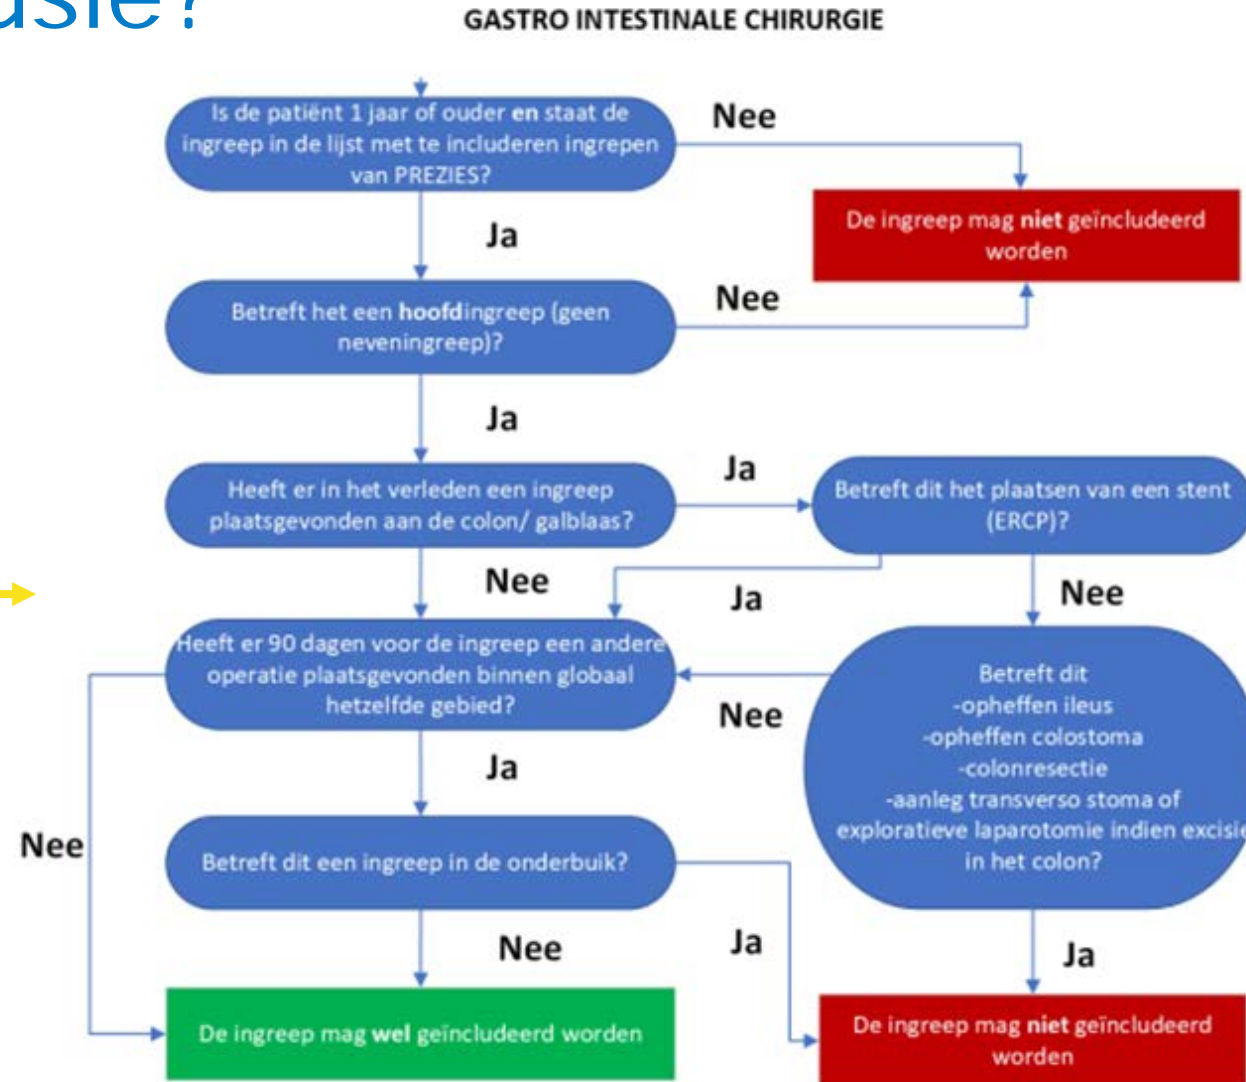 GASTRO INTESTINALE CHIRURGIE
Is de patiënt 1 jaar of ouder en staat de
ingreep in de lijst met te includeren ingrepen
van PREZIES?
Nee
De ingreep mag niet geïncludeerd
worden
Ja
Betreft het een hoofdingreep (geen
neveningreep)?
Nee
Ja
Heeft er in het verleden een ingreep
plaatsgevonden aan de colon/ galblaas?
Ja
Betreft dit het plaatsen van een stent
(ERCP)?
Nee
Ja
Nee
Heeft er 90 dagen voor de ingreep een andere
operatie plaatsgevonden binnen globaal
hetzelfde gebied?
Nee
Betreft dit
-opheffen ileus
-opheffen colostoma
-colonresectie
-aanleg transverso stoma of
exploratieve laparotomie indien excisie
in het colon?
Ja
Nee
Betreft dit een ingreep in de onderbuik?
Nee
Ja
Ja
De ingreep mag wel geïncludeerd worden
De ingreep mag niet geïncludeerd
worden